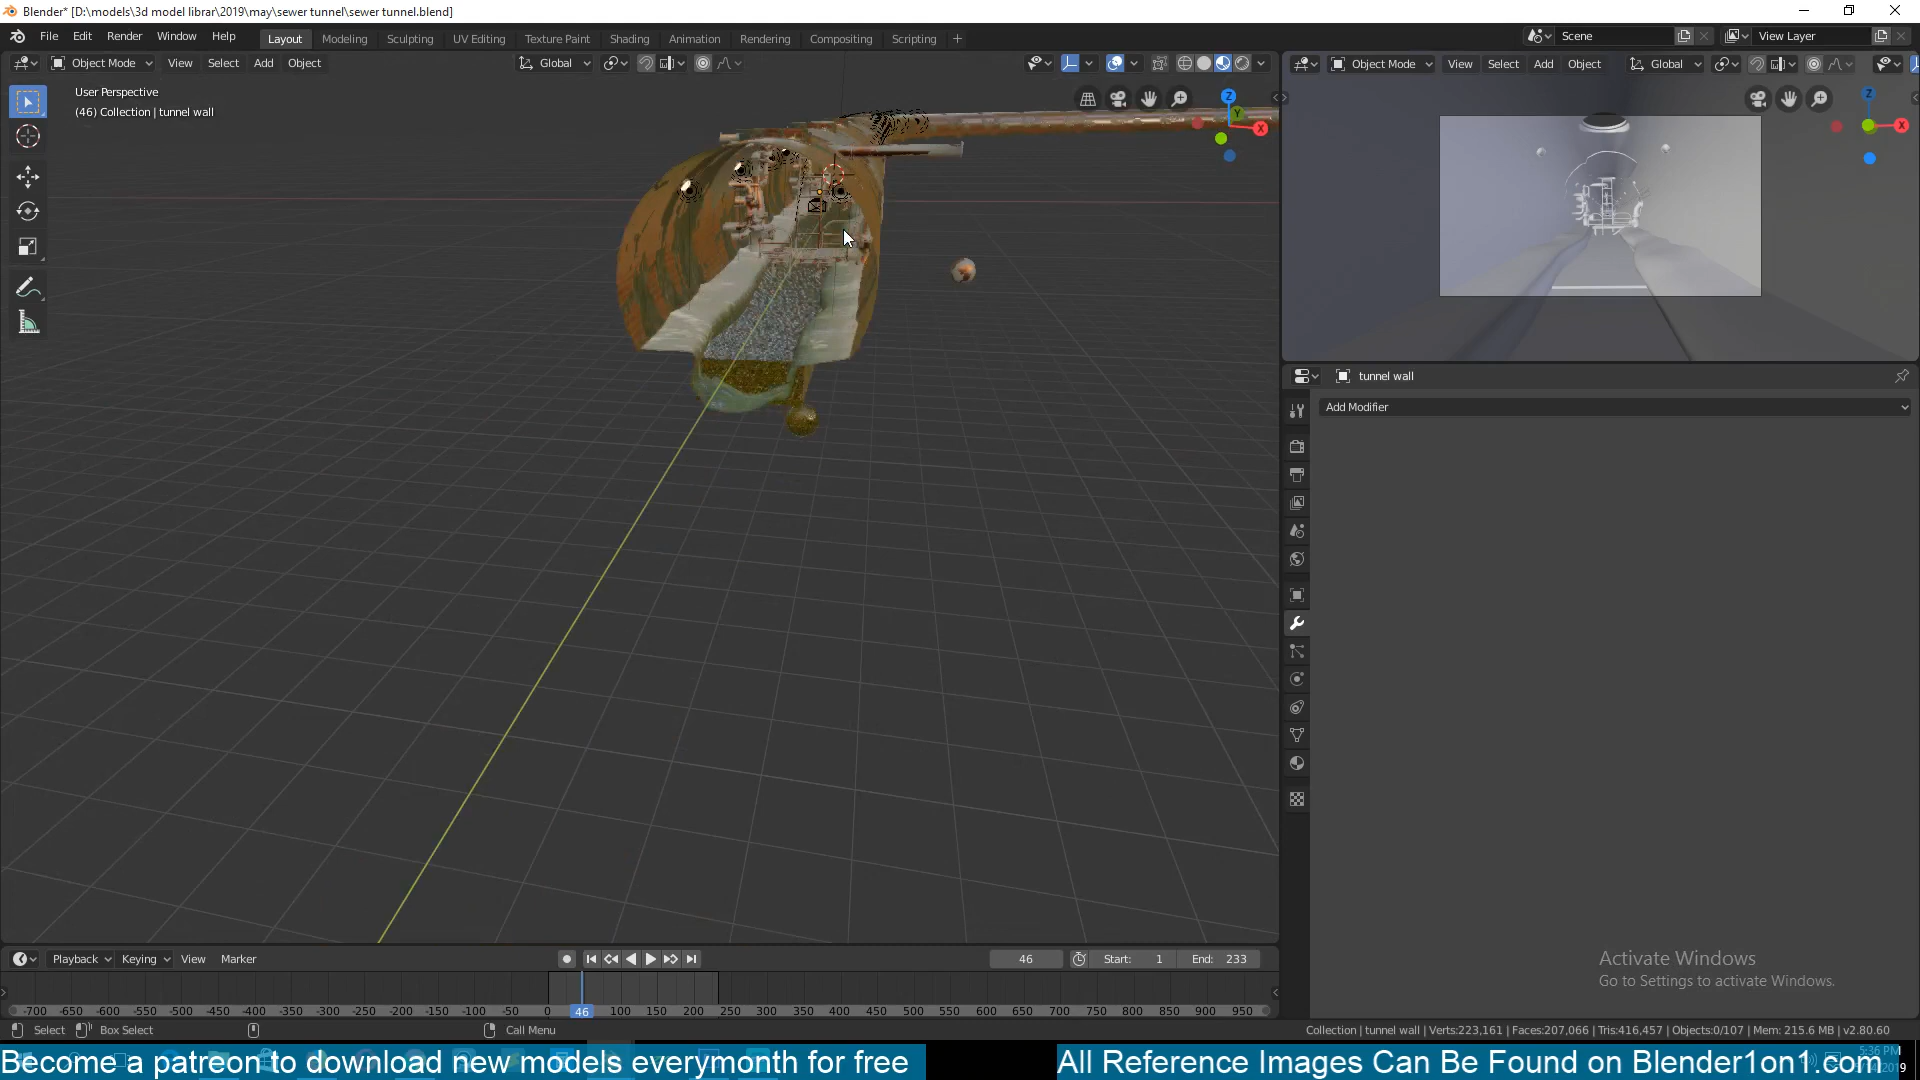 Blender* [D:\models\3d model librar\2019\may\sewer tunnel\sewer tunnel.blend]
File Edit Render Window Help Layout Modeling Sculpting UV Editing Texture Paint Shading Animation Rendering Compositing Scripting + Scene View Layer
Object Mode View Select Add Object Global Object Mode View Select Add Object Global
User Perspective
(46) Collection | tunnel wall
Z Y X
Z X
tunnel wall
Add Modifier
Activate Windows
Go to Settings to activate Windows.
Playback Keying View Marker 46 Start: 1 End: 233
-700 -650 -600 -550 -500 -450 -400 -350 -300 -250 -200 -150 -100 -50 0 46 100 150 200 250 300 350 400 450 500 550 600 650 700 750 800 850 900 950
Select Box Select Call Menu Collection | tunnel wall | Verts:223,161 | Faces:207,066 | Tris:416,457 | Objects:0/107 | Mem: 215.6 MB | v2.80.60
Become a patreon to download new models everymonth for free All Reference Images Can Be Found on Blender1on1.com
5:36 PM